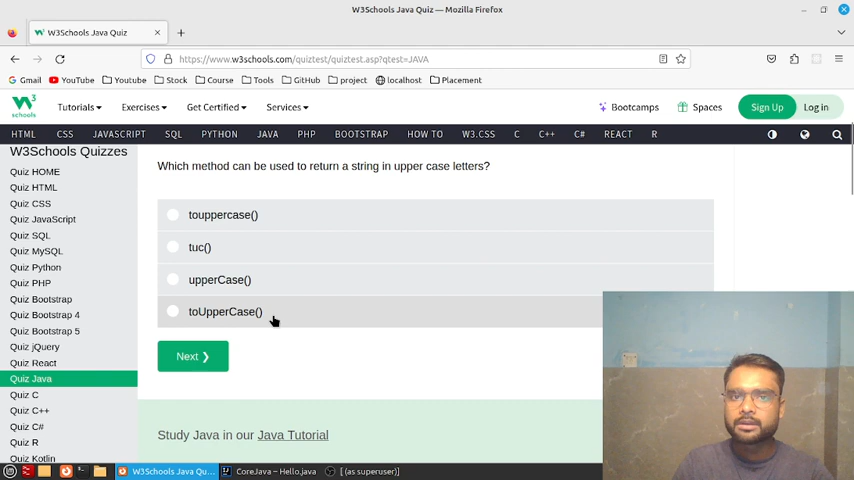 W3Schools Java Quiz — Mozilla Firefox
W3Schools Java Quiz
https://www.w3schools.com/quiztest/quiztest.asp?qtest=JAVA
Gmail YouTube Youtube Stock Course Tools GitHub project localhost Placement
W3 schools Tutorials Exercises Get Certified Services Bootcamps Spaces Sign Up Log in
HTML CSS JAVASCRIPT SQL PYTHON JAVA PHP BOOTSTRAP HOW TO W3.CSS C C++ C# REACT R
W3Schools Quizzes
Quiz HOME
Quiz HTML
Quiz CSS
Quiz JavaScript
Quiz SQL
Quiz MySQL
Quiz Python
Quiz PHP
Quiz Bootstrap
Quiz Bootstrap 4
Quiz Bootstrap 5
Quiz jQuery
Quiz React
Quiz Java
Quiz C
Quiz C++
Quiz C#
Quiz R
Quiz Kotlin
Which method can be used to return a string in upper case letters?
touppercase()
tuc()
upperCase()
toUpperCase()
Next ❯
Study Java in our Java Tutorial
W3Schools Java Qu... CoreJava – Hello.java [ (as superuser)]